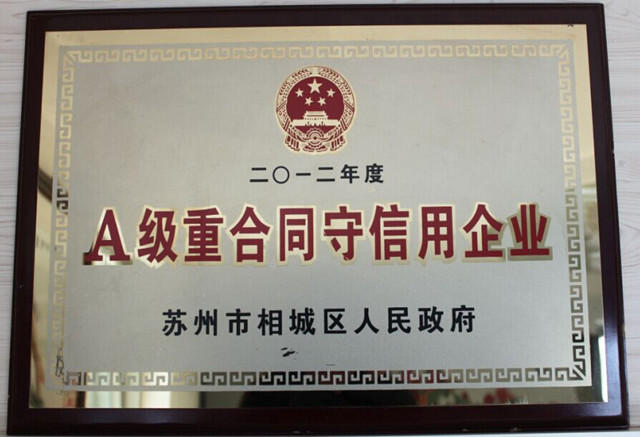 二〇一二年度
A级重合同守信用企业
苏州市相城区人民政府